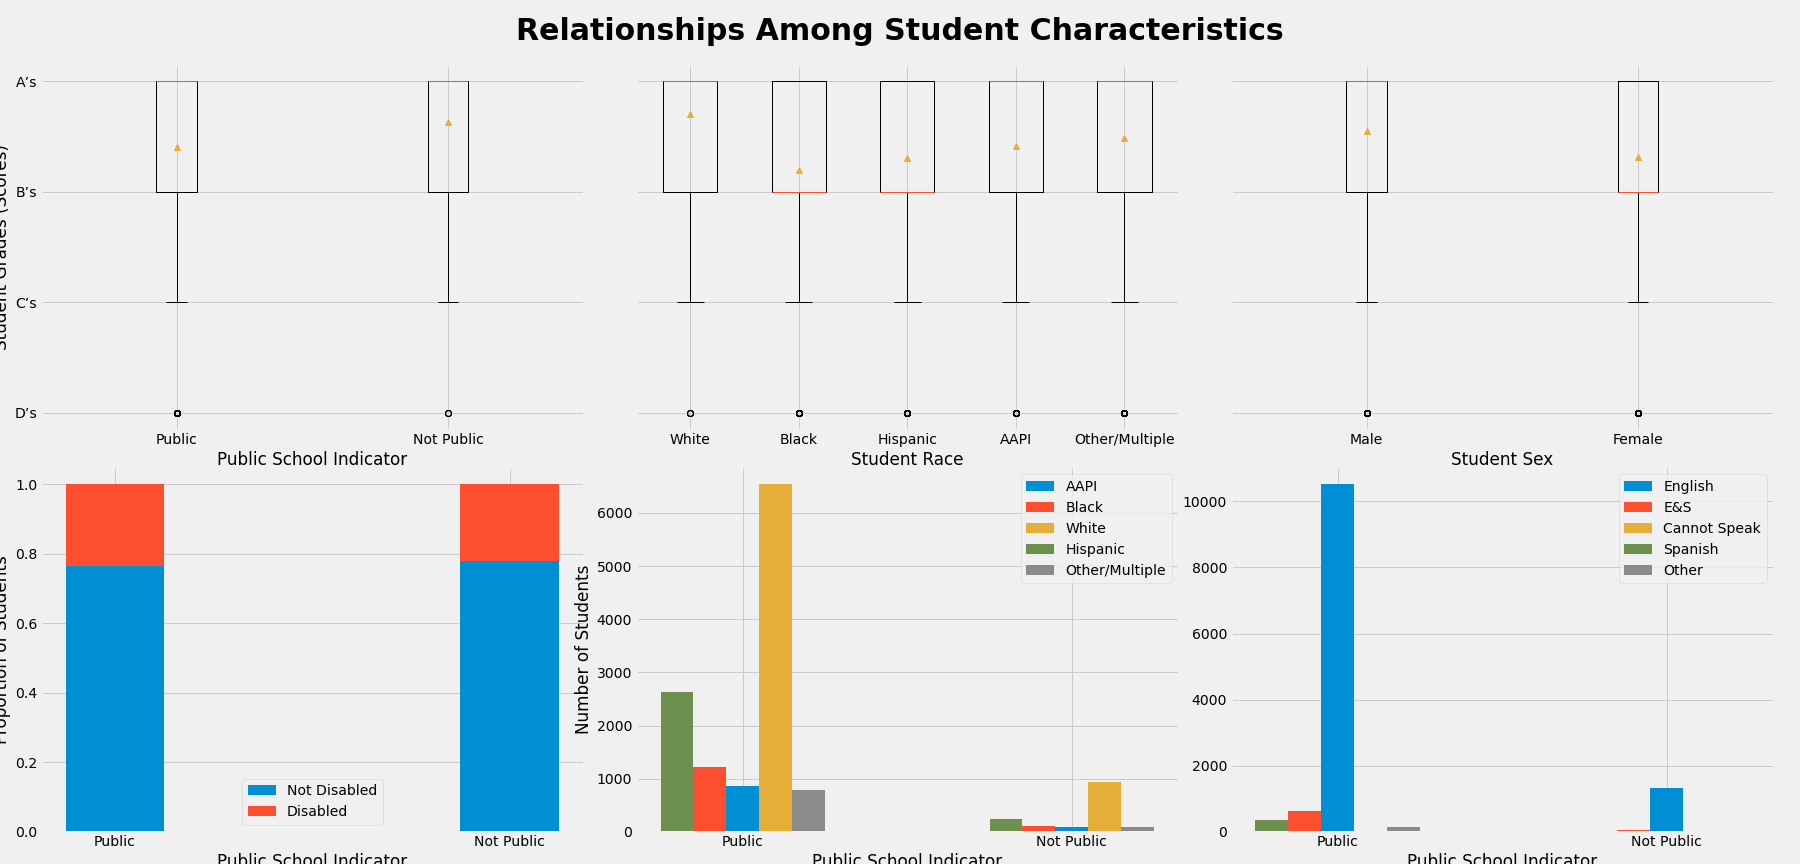 Relationships Among Student Characteristics
Student Grades (Scores)
A’s
B’s
C’s
D’s
Public
Not Public
Public School Indicator
White
Black
Hispanic
AAPI
Other/Multiple
Student Race
Male
Female
Student Sex
Proportion of Students
1.0
0.8
0.6
0.4
0.2
0.0
Not Disabled
Disabled
Public
Not Public
Public School Indicator
Number of Students
6000
5000
4000
3000
2000
1000
0
AAPI
Black
White
Hispanic
Other/Multiple
Public
Not Public
Public School Indicator
10000
8000
6000
4000
2000
0
English
E&S
Cannot Speak
Spanish
Other
Public
Not Public
Public School Indicator